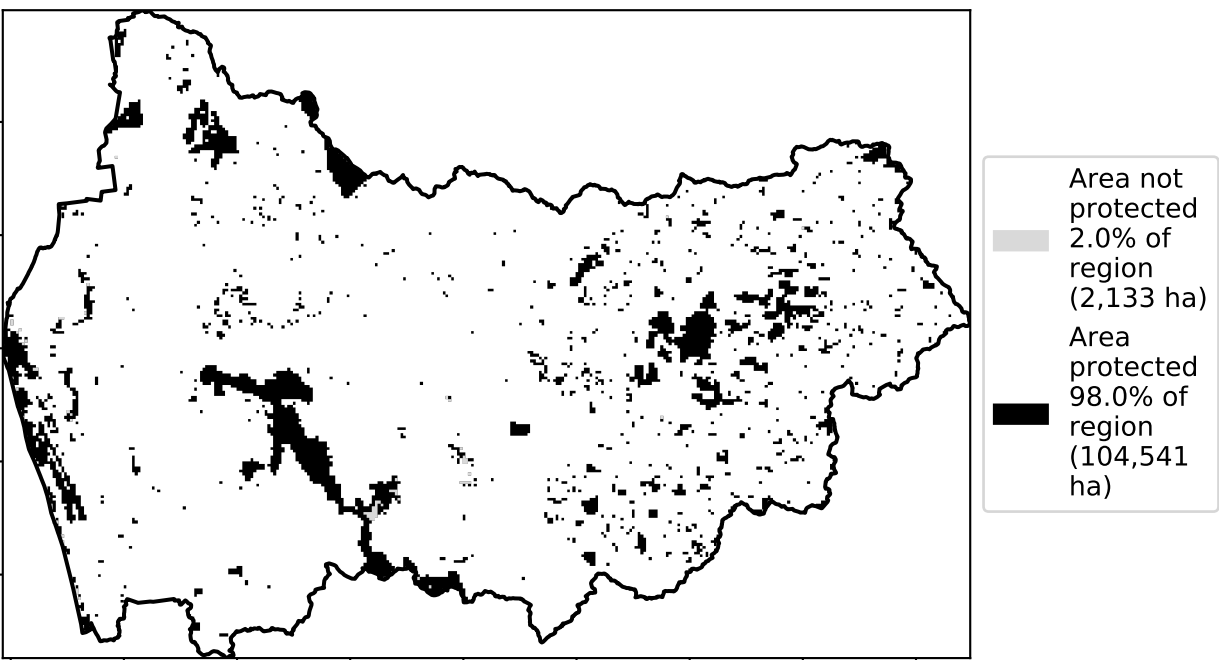 Area not
protected
2.0% of
region
(2,133 ha)
Area
protected
98.0% of
region
(104,541
ha)